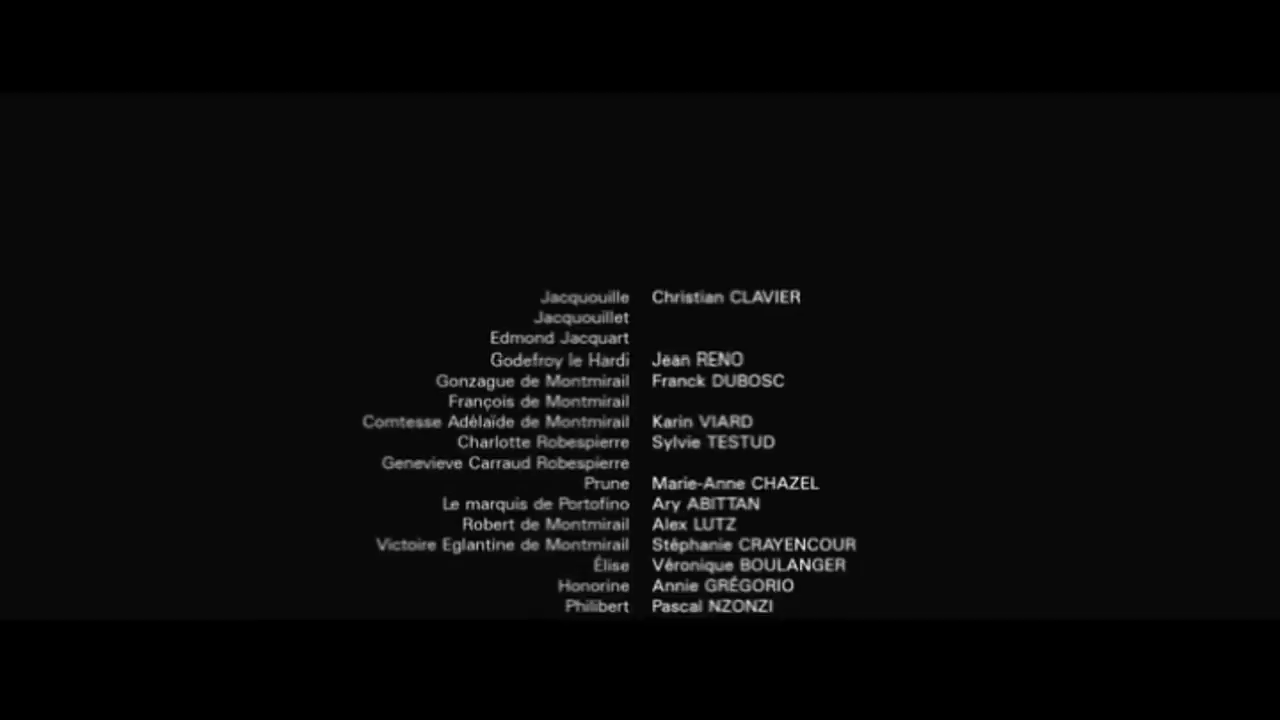 Jacquouille Christian CLAVIER
Jacquouillet
Edmond Jacquart
Godefroy le Hardi Jean RENO
Gonzague de Montmirail Franck DUBOSC
François de Montmirail
Comtesse Adélaïde de Montmirail Karin VIARD
Charlotte Robespierre Sylvie TESTUD
Genevieve Carraud Robespierre
Prune Marie-Anne CHAZEL
Le marquis de Portofino Ary ABITTAN
Robert de Montmirail Alex LUTZ
Victoire Eglantine de Montmirail Stéphanie CRAYENCOUR
Élise Véronique BOULANGER
Honorine Annie GRÉGORIO
Philibert Pascal NZONZI